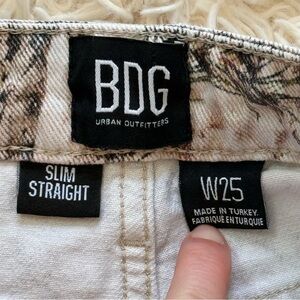 BDG
URBAN OUTFITTERS
SLIM
STRAIGHT
W25
MADE IN TURKEY
FABRIQUE EN TURQUIE